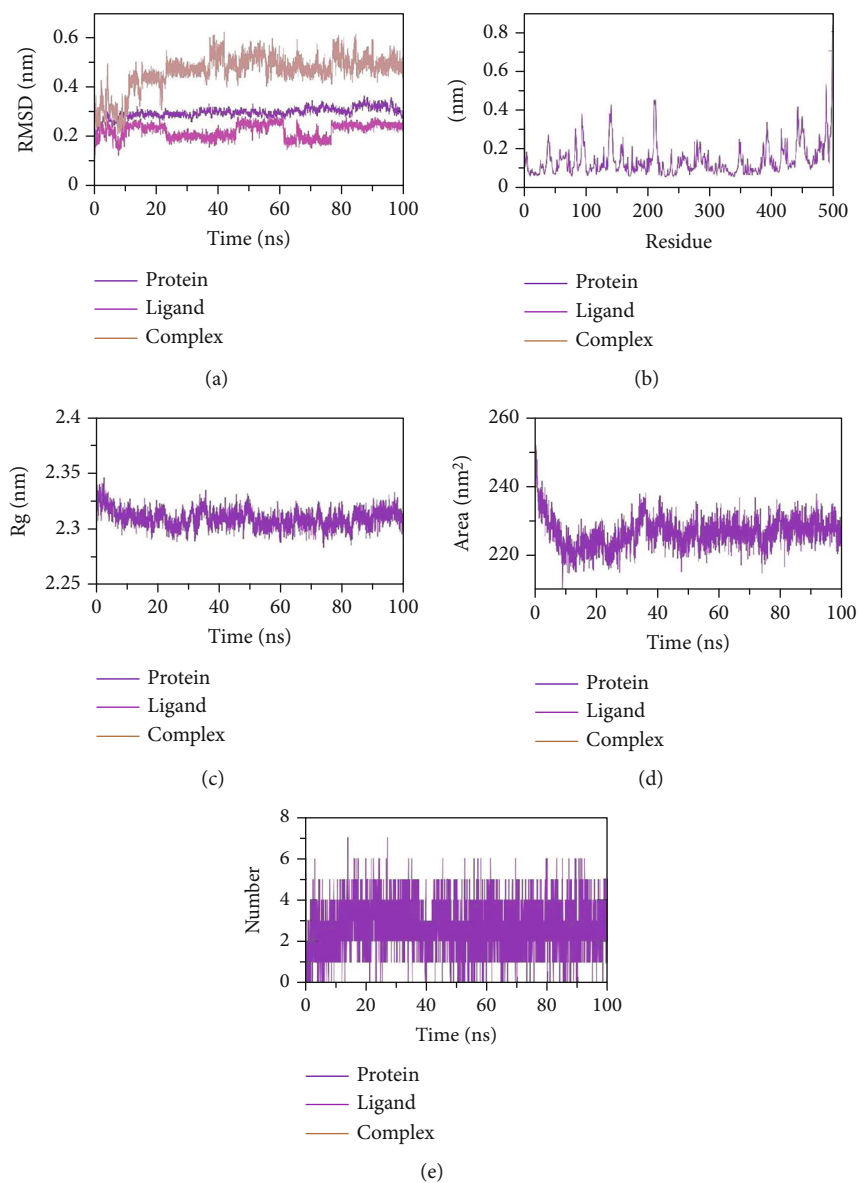 RMSD (nm)
0.6
0.4
0.2
0
0 20 40 60 80 100
Time (ns)
Protein
Ligand
Complex
(a)
(nm)
0.8
0.6
0.4
0.2
0
0 100 200 300 400 500
Residue
Protein
Ligand
Complex
(b)
Rg (nm)
2.4
2.35
2.3
2.25
0 20 40 60 80 100
Time (ns)
Protein
Ligand
Complex
(c)
Area (nm²)
260
240
230
220
0 20 40 60 80 100
Time (ns)
Protein
Ligand
Complex
(d)
Number
8
6
4
2
0
0 20 40 60 80 100
Time (ns)
Protein
Ligand
Complex
(e)